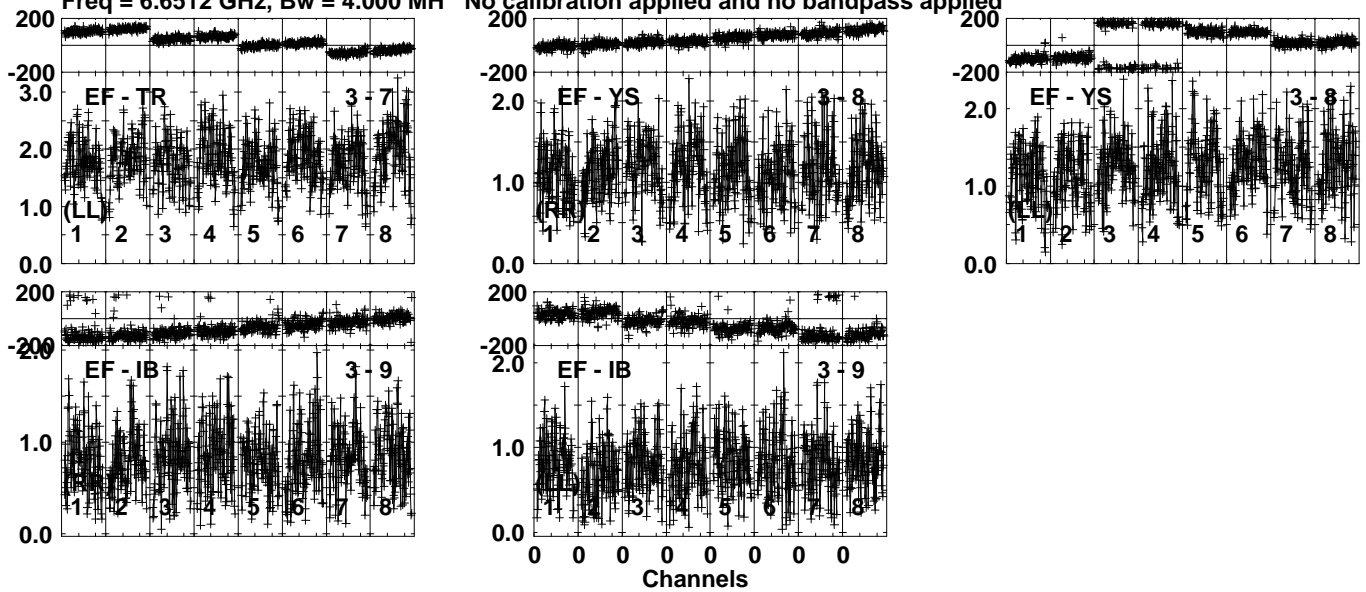 Freq = 6.6512 GHz, Bw = 4.000 MH No calibration applied and no bandpass applied
200
-200
3.0
2.0
1.0
0.0
EF - TR
3 - 7
(LL)
1 2 3 4 5 6 7 8
200
-200
2.0
1.0
0.0
EF - YS
3 - 8
(RR)
1 2 3 4 5 6 7 8
200
-200
2.0
1.0
0.0
EF - YS
3 - 8
(LL)
1 2 3 4 5 6 7 8
200
-200
2.0
1.0
0.0
EF - IB
3 - 9
(RR)
1 2 3 4 5 6 7 8
200
-200
2.0
1.0
0.0
EF - IB
3 - 9
(LL)
1 2 3 4 5 6 7 8
0 0 0 0 0 0 0 0
Channels